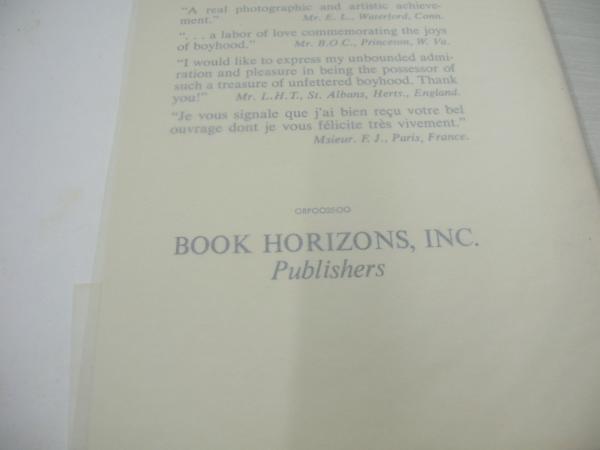 "A real photographic and artistic achieve-
ment." Mr. E. L., Waterford, Conn.
". . . a labor of love commemorating the joys
of boyhood." Mr. B.O.C., Princeton, W. Va.
"I would like to express my unbounded admi-
ration and pleasure in being the possessor of
such a treasure of unfettered boyhood. Thank
you!" Mr. L.H.T., St. Albans, Herts., England.
"Je vous signale que j'ai bien reçu votre bel
ouvrage dont je vous félicite très vivement."
Msieur. F. J., Paris, France.
BOOK HORIZONS, INC.
Publishers